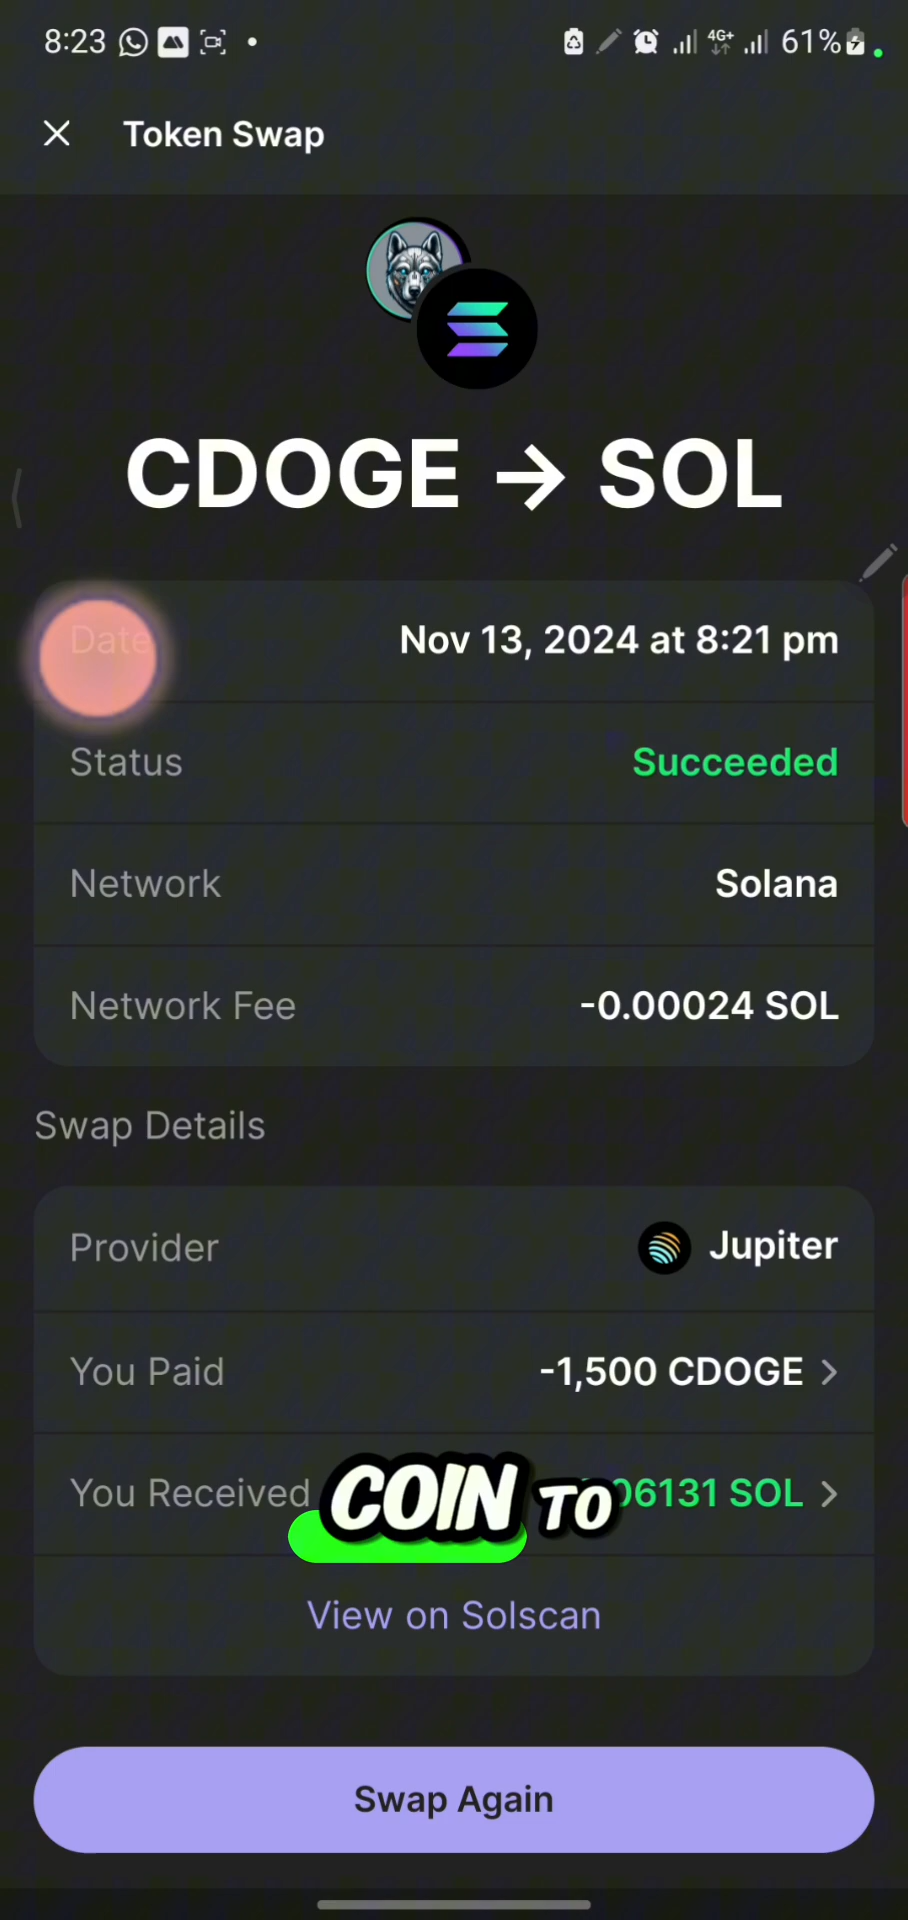 8:23
4G+
61%
Token Swap
CDOGE → SOL
Date
Nov 13, 2024 at 8:21 pm
Status
Succeeded
Network
Solana
Network Fee
-0.00024 SOL
Swap Details
Provider
Jupiter
You Paid
-1,500 CDOGE
You Received
06131 SOL
COIN TO
View on Solscan
Swap Again